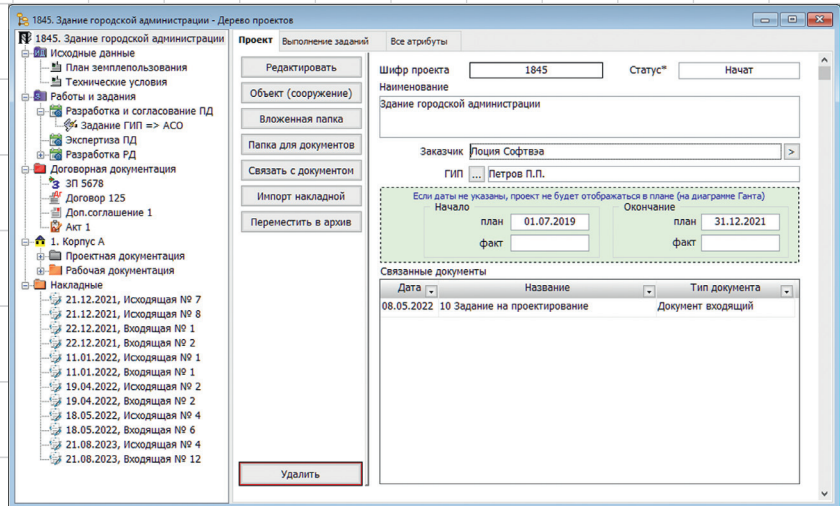 1845. Здание городской администрации - Дерево проектов
1845. Здание городской администрации
Исходные данные
План землепользования
Технические условия
Работы и задания
Разработка и согласование ПД
Задание ГИП => АСО
Экспертиза ПД
Разработка РД
Договорная документация
ЗП 5678
Договор 125
Доп.соглашение 1
Акт 1
1. Корпус А
Проектная документация
Рабочая документация
Накладные
21.12.2021, Исходящая № 7
21.12.2021, Исходящая № 8
22.12.2021, Входящая № 1
22.12.2021, Входящая № 2
11.01.2022, Исходящая № 1
11.01.2022, Входящая № 1
19.04.2022, Исходящая № 2
19.04.2022, Входящая № 2
18.05.2022, Исходящая № 4
18.05.2022, Входящая № 6
21.08.2023, Исходящая № 4
21.08.2023, Входящая № 12
Проект Выполнение заданий Все атрибуты
Редактировать
Объект (сооружение)
Вложенная папка
Папка для документов
Связать с документом
Импорт накладной
Переместить в архив
Удалить
Шифр проекта 1845 Статус* Начат
Наименование
Здание городской администрации
Заказчик Лоция Софтвэа >
ГИП ... Петров П.П.
Если даты не указаны, проект не будет отображаться в плане (на диаграмме Ганта)
Начало Окончание
план 01.07.2019 план 31.12.2021
факт факт
Связанные документы
Дата Название Тип документа
08.05.2022 10 Задание на проектирование Документ входящий